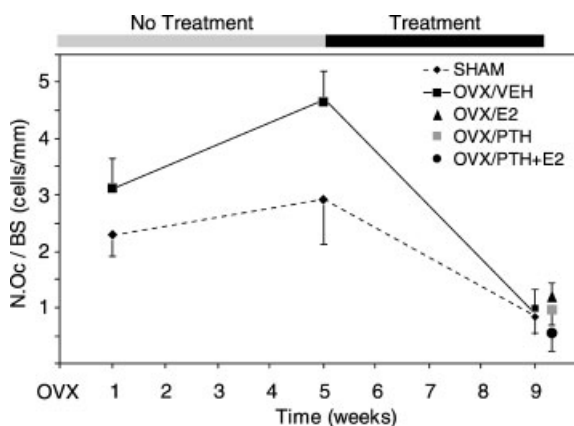 No Treatment Treatment
5
4
3
2
1
N.Oc / BS (cells/mm)
SHAM
OVX/VEH
OVX/E2
OVX/PTH
OVX/PTH+E2
OVX 1 2 3 4 5 6 7 8 9
Time (weeks)